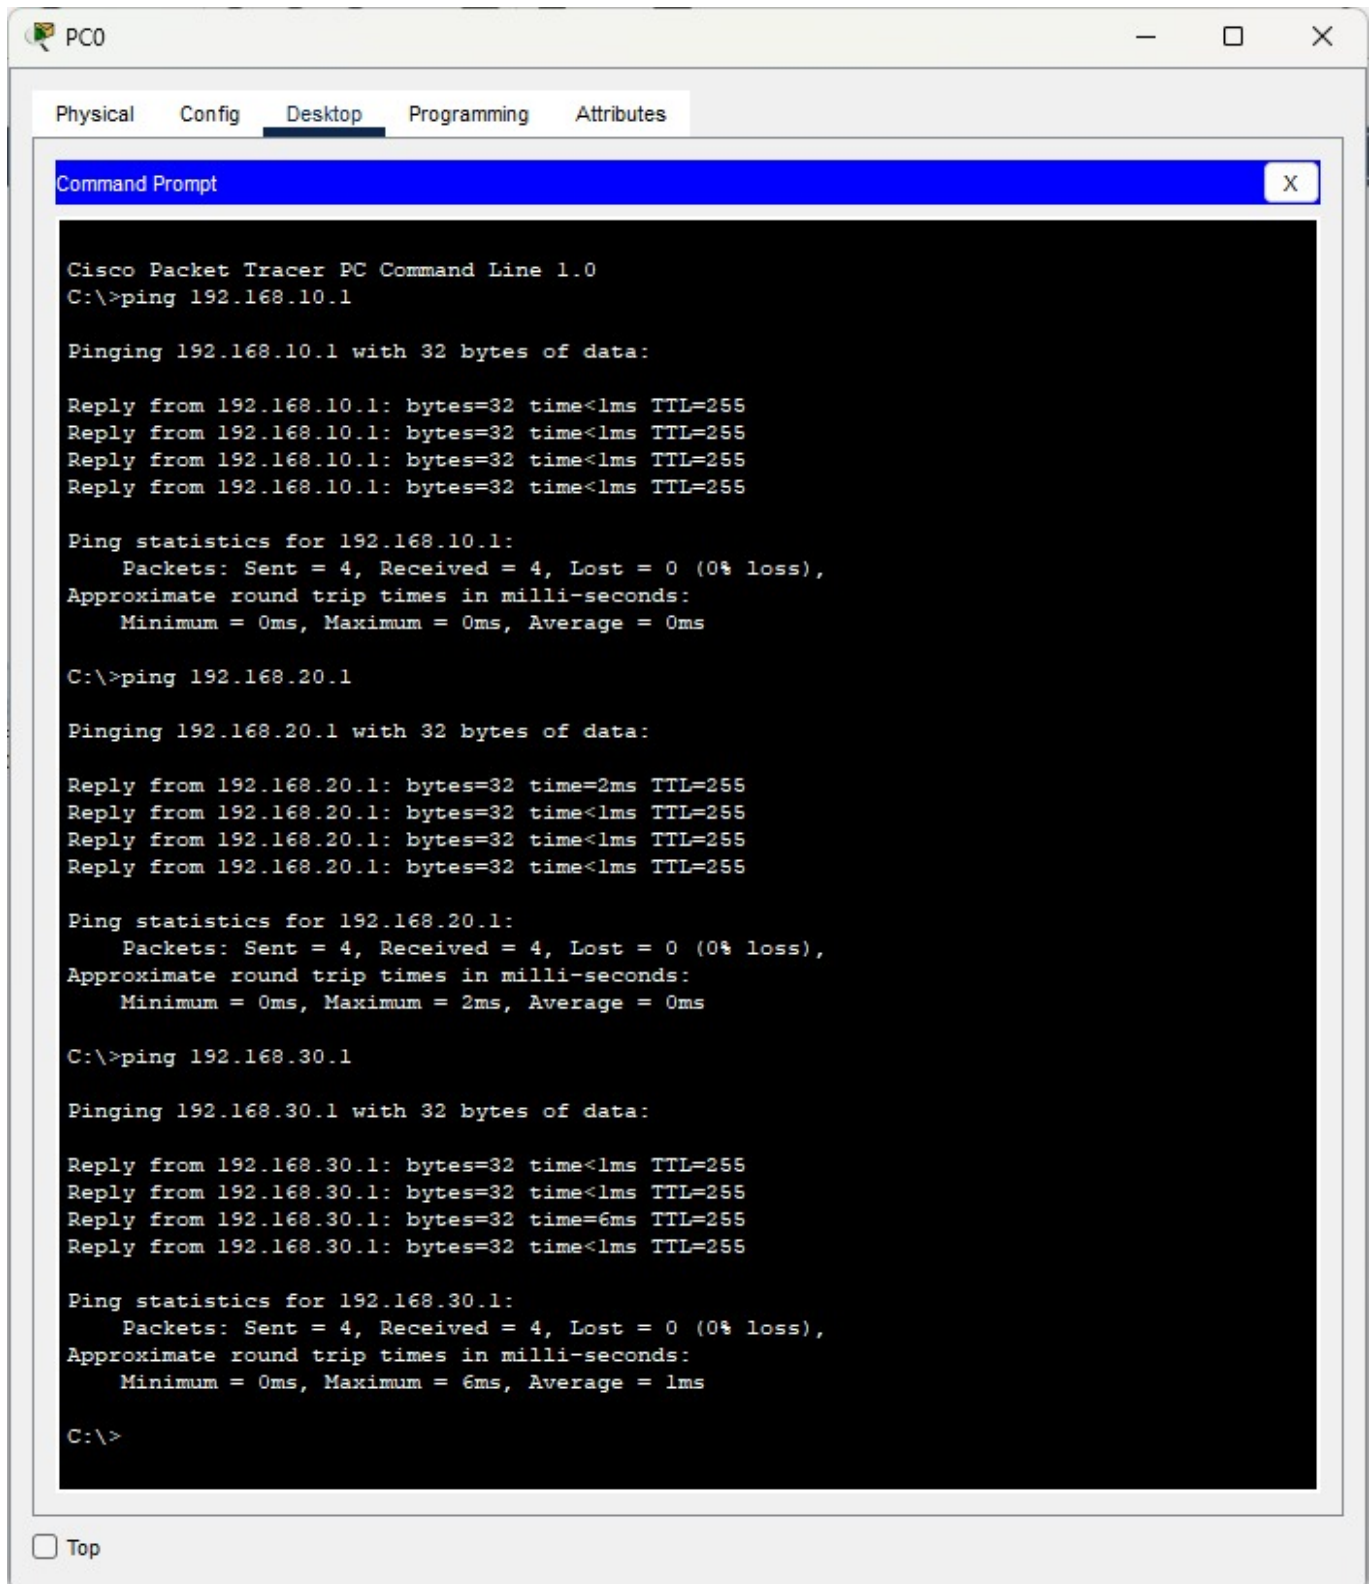 PC0
Physical Config Desktop Programming Attributes
Command Prompt X
Cisco Packet Tracer PC Command Line 1.0
C:\>ping 192.168.10.1
Pinging 192.168.10.1 with 32 bytes of data:
Reply from 192.168.10.1: bytes=32 time<1ms TTL=255
Reply from 192.168.10.1: bytes=32 time<1ms TTL=255
Reply from 192.168.10.1: bytes=32 time<1ms TTL=255
Reply from 192.168.10.1: bytes=32 time<1ms TTL=255
Ping statistics for 192.168.10.1:
    Packets: Sent = 4, Received = 4, Lost = 0 (0% loss),
Approximate round trip times in milli-seconds:
    Minimum = 0ms, Maximum = 0ms, Average = 0ms
C:\>ping 192.168.20.1
Pinging 192.168.20.1 with 32 bytes of data:
Reply from 192.168.20.1: bytes=32 time=2ms TTL=255
Reply from 192.168.20.1: bytes=32 time<1ms TTL=255
Reply from 192.168.20.1: bytes=32 time<1ms TTL=255
Reply from 192.168.20.1: bytes=32 time<1ms TTL=255
Ping statistics for 192.168.20.1:
    Packets: Sent = 4, Received = 4, Lost = 0 (0% loss),
Approximate round trip times in milli-seconds:
    Minimum = 0ms, Maximum = 2ms, Average = 0ms
C:\>ping 192.168.30.1
Pinging 192.168.30.1 with 32 bytes of data:
Reply from 192.168.30.1: bytes=32 time<1ms TTL=255
Reply from 192.168.30.1: bytes=32 time<1ms TTL=255
Reply from 192.168.30.1: bytes=32 time=6ms TTL=255
Reply from 192.168.30.1: bytes=32 time<1ms TTL=255
Ping statistics for 192.168.30.1:
    Packets: Sent = 4, Received = 4, Lost = 0 (0% loss),
Approximate round trip times in milli-seconds:
    Minimum = 0ms, Maximum = 6ms, Average = 1ms
C:\>
Top